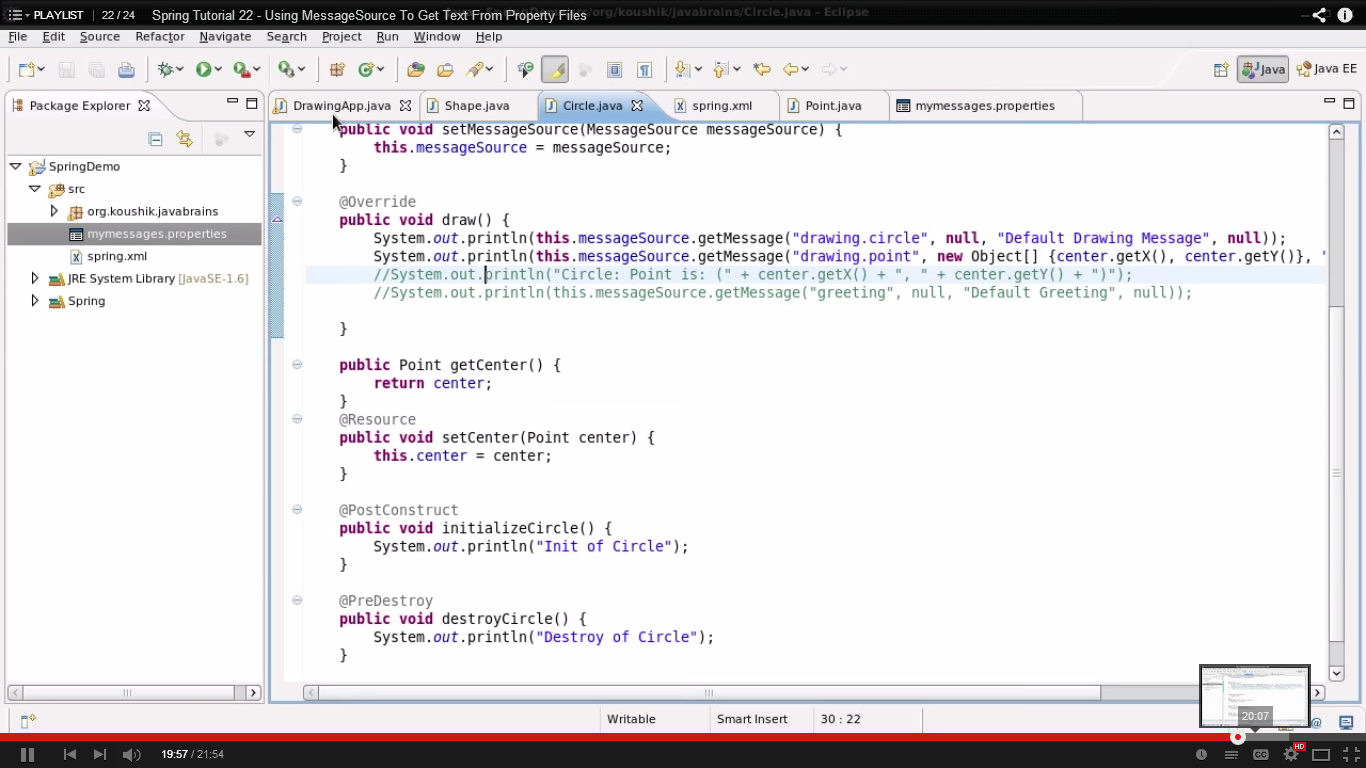 PLAYLIST 22 / 24 Spring Tutorial 22 - Using MessageSource To Get Text From Property Files /org/koushik/javabrains/Circle.java - Eclipse
File Edit Source Refactor Navigate Search Project Run Window Help
Java Java EE
Package Explorer
DrawingApp.java Shape.java Circle.java spring.xml Point.java mymessages.properties
SpringDemo
src
org.koushik.javabrains
mymessages.properties
spring.xml
JRE System Library [JavaSE-1.6]
Spring
public void setMessageSource(MessageSource messageSource) {
this.messageSource = messageSource;
}
@Override
public void draw() {
System.out.println(this.messageSource.getMessage("drawing.circle", null, "Default Drawing Message", null));
System.out.println(this.messageSource.getMessage("drawing.point", new Object[] {center.getX(), center.getY()}, "
//System.out.println("Circle: Point is: (" + center.getX() + ", " + center.getY() + ")");
//System.out.println(this.messageSource.getMessage("greeting", null, "Default Greeting", null));
}
public Point getCenter() {
return center;
}
@Resource
public void setCenter(Point center) {
this.center = center;
}
@PostConstruct
public void initializeCircle() {
System.out.println("Init of Circle");
}
@PreDestroy
public void destroyCircle() {
System.out.println("Destroy of Circle");
}
Writable Smart Insert 30 : 22
20:07
19:57 / 21:54
CC HD